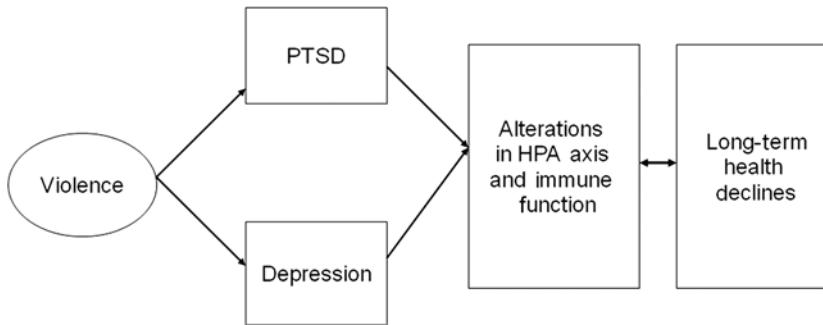 PTSD
Violence
Depression
Alterations
in HPA axis
and immune
function
Long-term
health
declines